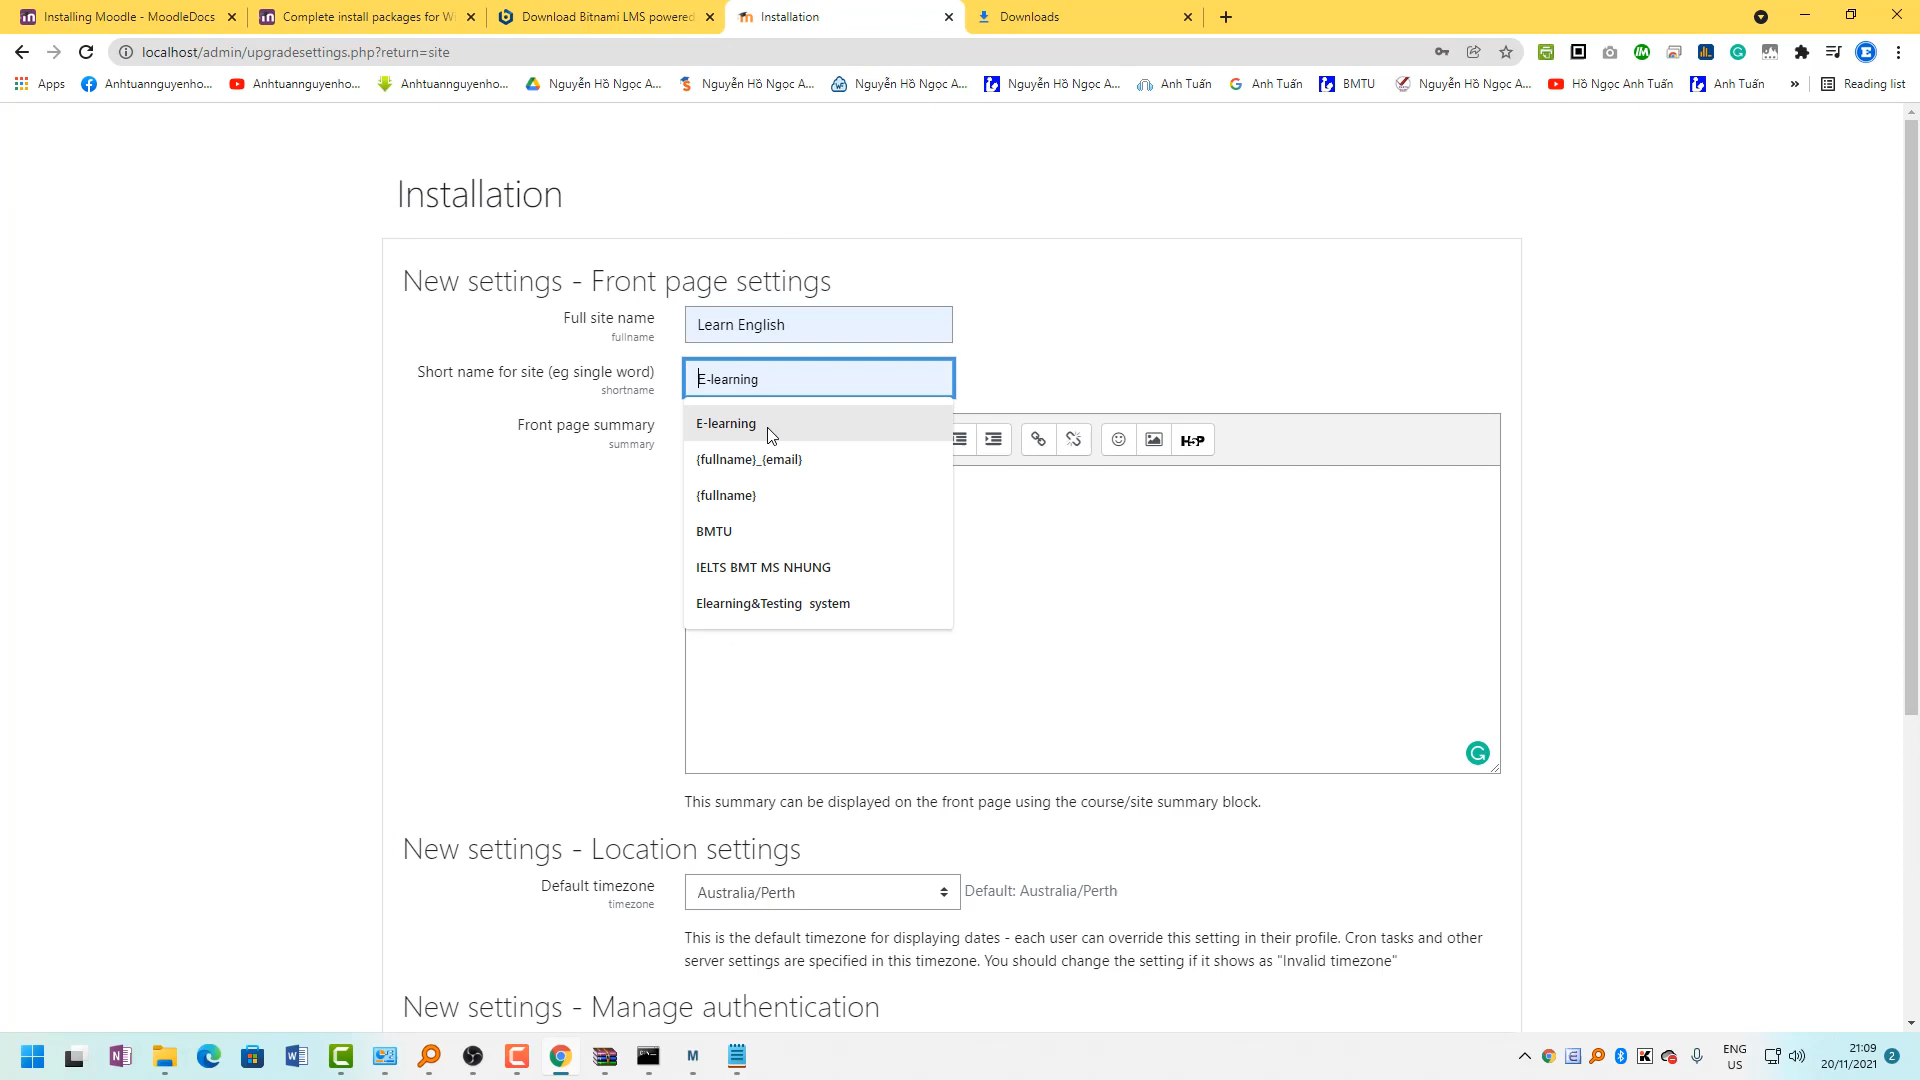 Installing Moodle - MoodleDocs
Complete install packages for Wi
Download Bitnami LMS powered
Installation
Downloads
localhost/admin/upgradesettings.php?return=site
Apps
Anhtuannguyenho...
Anhtuannguyenho...
Anhtuannguyenho...
Nguyễn Hồ Ngọc A...
Nguyễn Hồ Ngọc A...
Nguyễn Hồ Ngọc A...
Nguyễn Hồ Ngọc A...
Anh Tuấn
Anh Tuấn
BMTU
Nguyễn Hồ Ngọc A...
Hồ Ngọc Anh Tuấn
Anh Tuấn
Reading list
Installation
New settings - Front page settings
Full site name
fullname
Learn English
Short name for site (eg single word)
shortname
E-learning
E-learning
{fullname}_{email}
{fullname}
BMTU
IELTS BMT MS NHUNG
Elearning&Testing system
Front page summary
summary
H5P
This summary can be displayed on the front page using the course/site summary block.
New settings - Location settings
Default timezone
timezone
Australia/Perth
Default: Australia/Perth
This is the default timezone for displaying dates - each user can override this setting in their profile. Cron tasks and other
server settings are specified in this timezone. You should change the setting if it shows as "Invalid timezone"
New settings - Manage authentication
ENG
US
21:09
20/11/2021
2